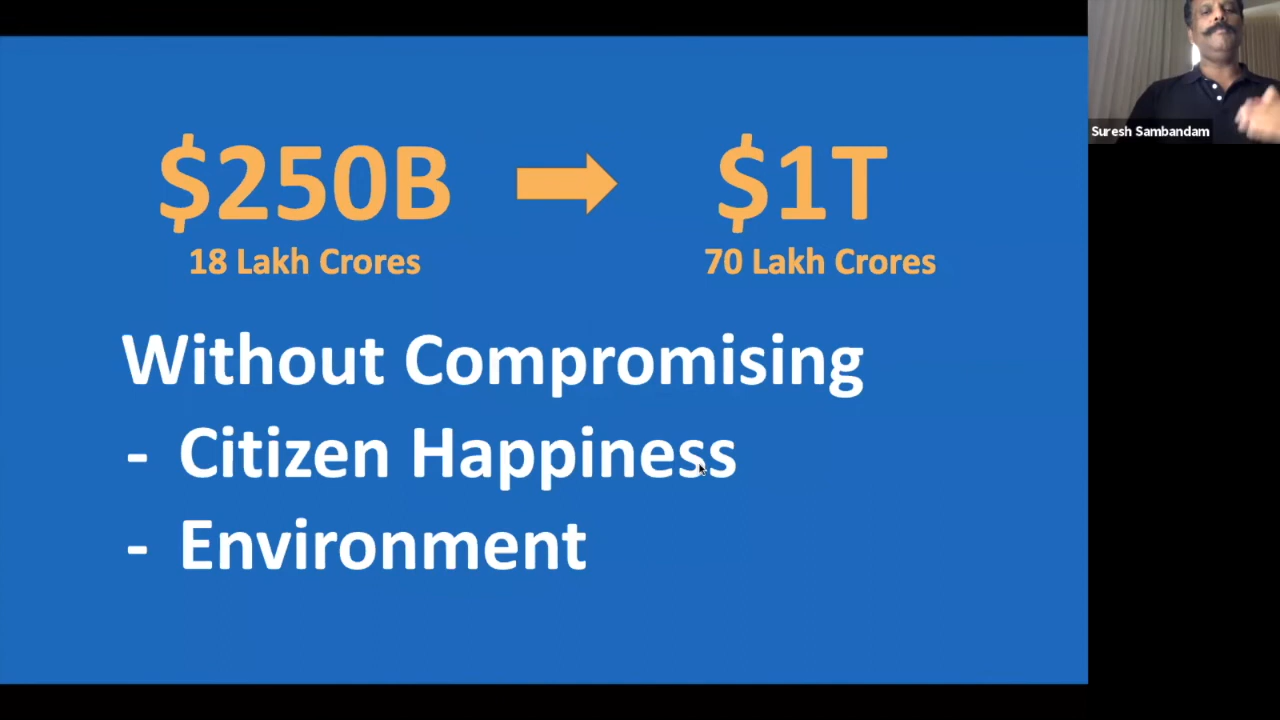 $250B $1T
18 Lakh Crores 70 Lakh Crores
Without Compromising
- Citizen Happiness
- Environment
Suresh Sambandam